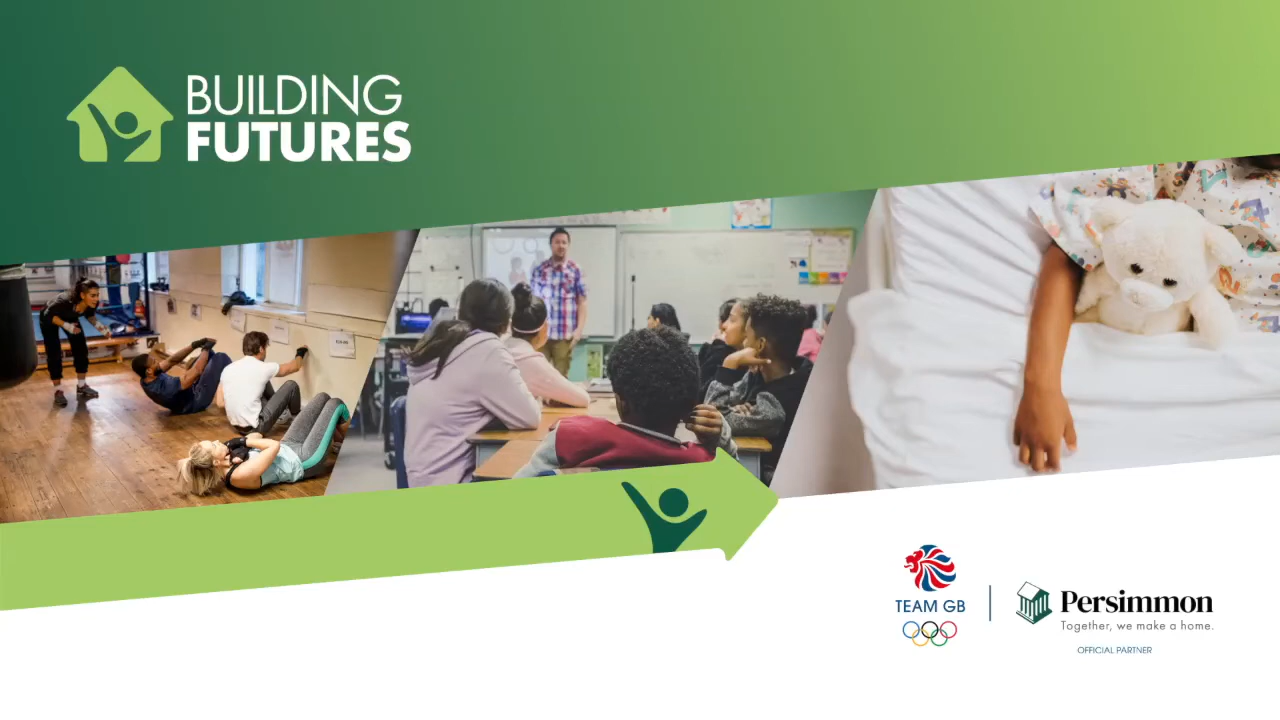 BUILDING
FUTURES
TEAM GB
Persimmon
Together, we make a home.
OFFICIAL PARTNER